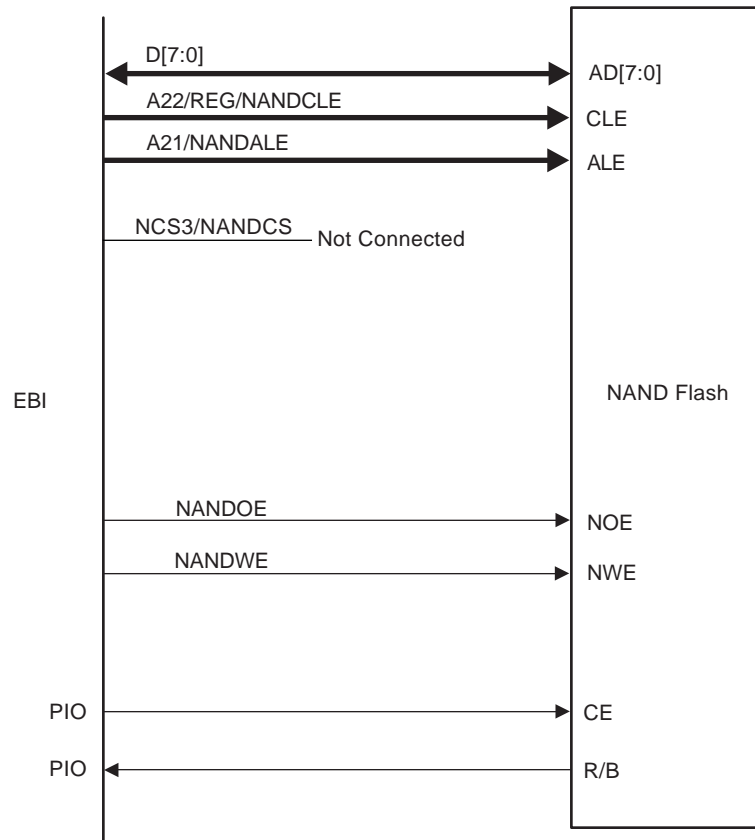 D[7:0]
AD[7:0]
A22/REG/NANDCLE
CLE
A21/NANDALE
ALE
NCS3/NANDCS
Not Connected
EBI
NAND Flash
NANDOE
NOE
NANDWE
NWE
PIO
CE
PIO
R/B